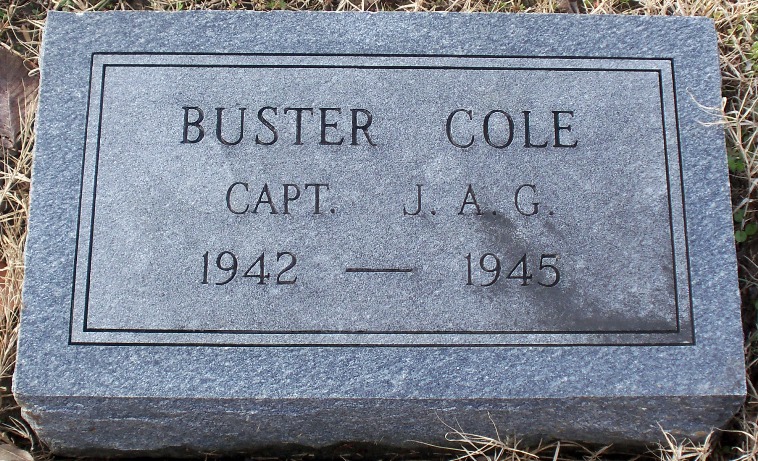 BUSTER COLE
CAPT. J. A. G.
1942 — 1945